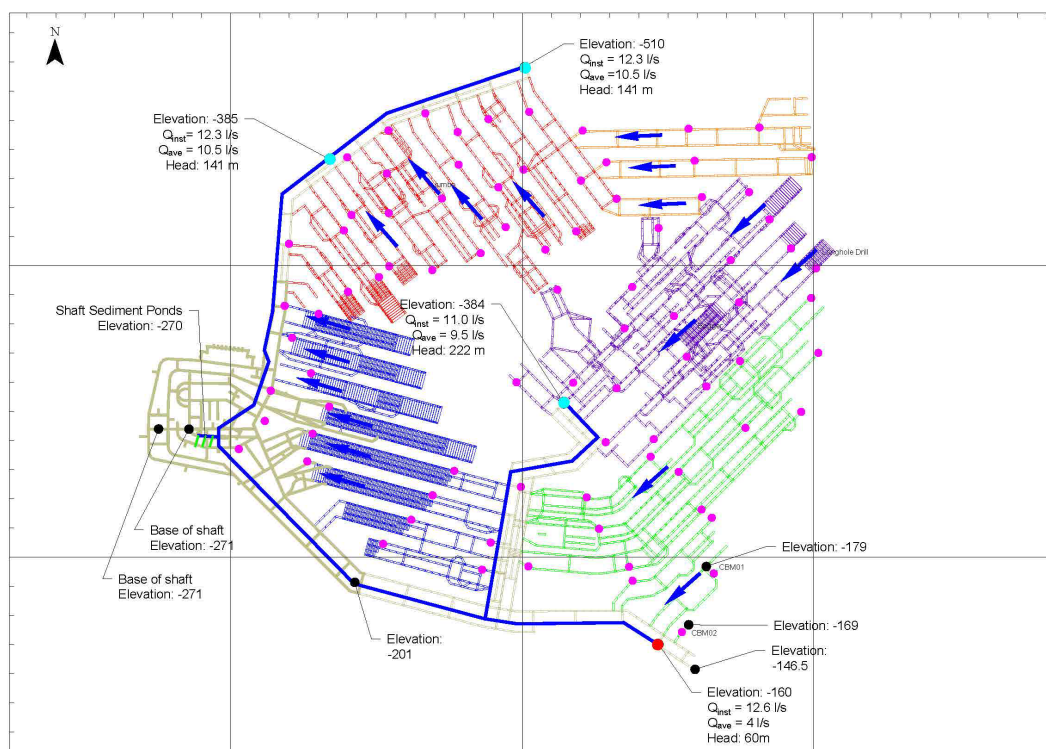 N
Elevation: -510
Qinst = 12.3 l/s
Qave = 10.5 l/s
Head: 141 m
Elevation: -385
Qinst = 12.3 l/s
Qave = 10.5 l/s
Head: 141 m
Shaft Sediment Ponds
Elevation: -270
Elevation: -384
Qinst = 11.0 l/s
Qave = 9.5 l/s
Head: 222 m
Base of shaft
Elevation: -271
Base of shaft
Elevation: -271
Elevation: -179
CBM01
Elevation:
-201
Elevation: -169
CBM02
Elevation:
-146.5
Elevation: -160
Qinst = 12.6 l/s
Qave = 4 l/s
Head: 60m